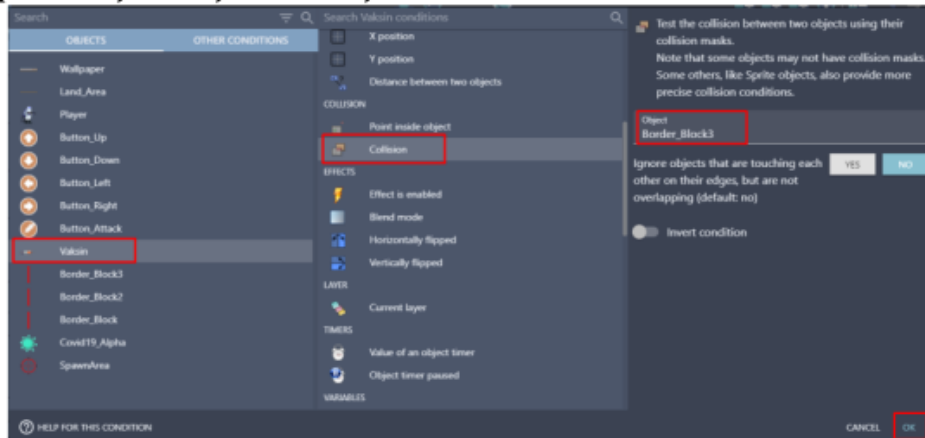 Search
OBJECTS
OTHER CONDITIONS
Wallpaper
Land_Area
Player
Button_Up
Button_Down
Button_Left
Button_Right
Button_Attack
Vaksin
Border_Block3
Border_Block2
Border_Block
Covid19_Alpha
SpawnArea
HELP FOR THIS CONDITION
Search Vaksin conditions
X position
Y position
Distance between two objects
COLLISION
Point inside object
Collision
EFFECTS
Effect is enabled
Blend mode
Horizontally flipped
Vertically flipped
LAYER
Current layer
TIMERS
Value of an object timer
Object timer paused
VARIABLES
Test the collision between two objects using their
collision masks.
Note that some objects may not have collision masks.
Some others, like Sprite objects, also provide more
precise collision conditions.
Object
Border_Block3
Ignore objects that are touching each
other on their edges, but are not
overlapping (default: no)
YES
NO
Invert condition
CANCEL
OK